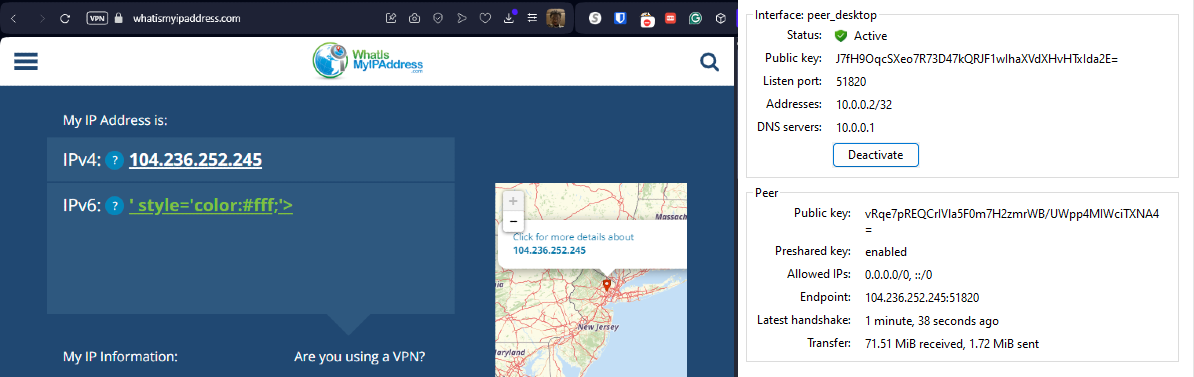 VPN whatismyipaddress.com
WhatIs
MyIPAddress
.com
My IP Address is:
IPv4: ? 104.236.252.245
IPv6: ? ' style='color:#fff;'>
+
−
Massach
Click for more details about
104.236.252.245
New Jersey
aryland
My IP Information:
Are you using a VPN?
Interface: peer_desktop
Status: Active
Public key: J7fH9OqcSXeo7R73D47kQRJF1wIhaXVdXHvHTxIda2E=
Listen port: 51820
Addresses: 10.0.0.2/32
DNS servers: 10.0.0.1
Deactivate
Peer
Public key: vRqe7pREQCrIVIa5F0m7H2zmrWB/UWpp4MlWciTXNA4
=
Preshared key: enabled
Allowed IPs: 0.0.0.0/0, ::/0
Endpoint: 104.236.252.245:51820
Latest handshake: 1 minute, 38 seconds ago
Transfer: 71.51 MiB received, 1.72 MiB sent